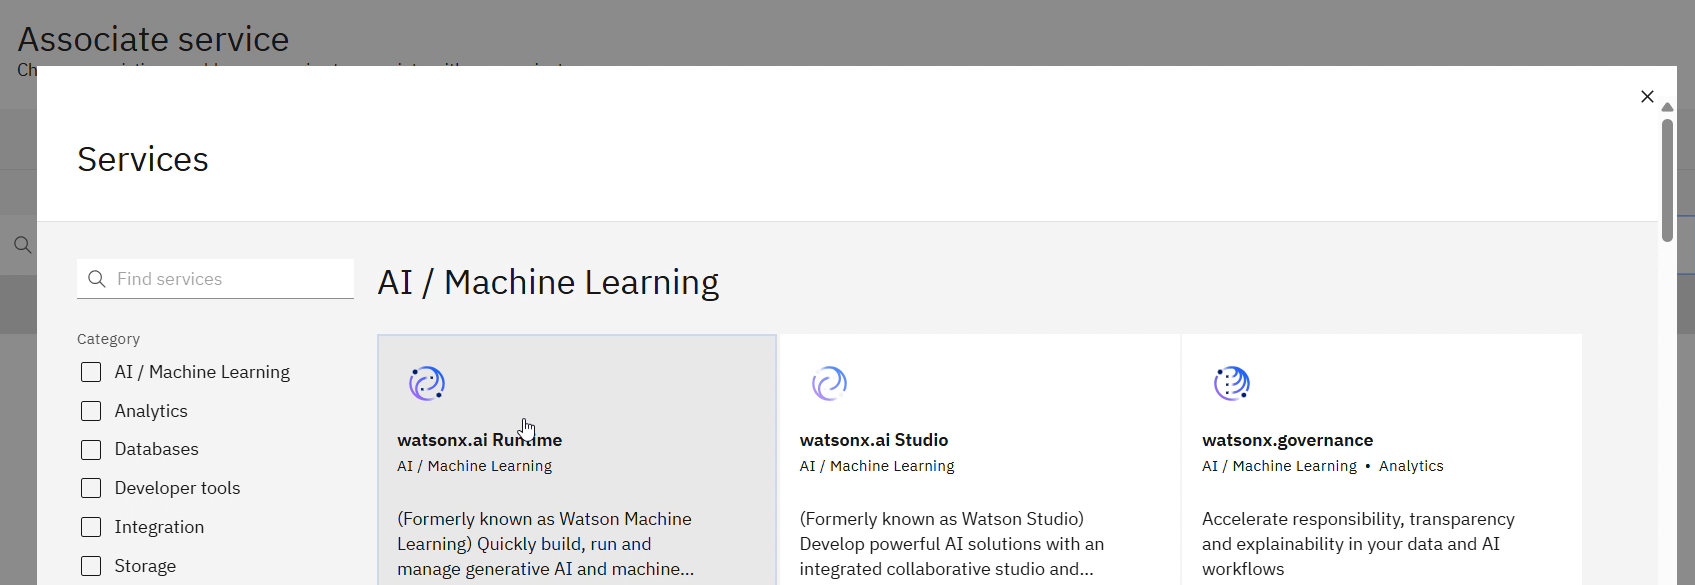 Associate service
Services
Find services
Category
AI / Machine Learning
Analytics
Databases
Developer tools
Integration
Storage
AI / Machine Learning
watsonx.ai Runtime
AI / Machine Learning
(Formerly known as Watson Machine
Learning) Quickly build, run and
manage generative AI and machine...
watsonx.ai Studio
AI / Machine Learning
(Formerly known as Watson Studio)
Develop powerful AI solutions with an
integrated collaborative studio and...
watsonx.governance
AI / Machine Learning • Analytics
Accelerate responsibility, transparency
and explainability in your data and AI
workflows